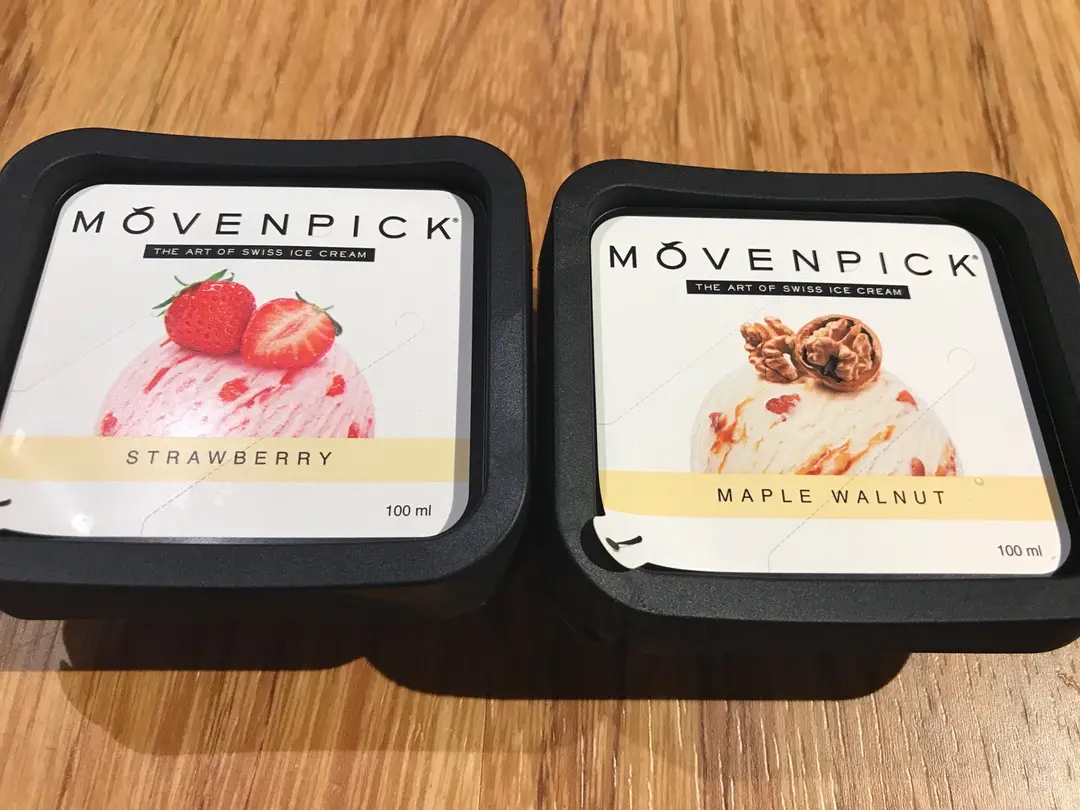 MÖVENPICK®
THE ART OF SWISS ICE CREAM
STRAWBERRY
100 ml
MÖVENPICK®
THE ART OF SWISS ICE CREAM
MAPLE WALNUT
100 ml